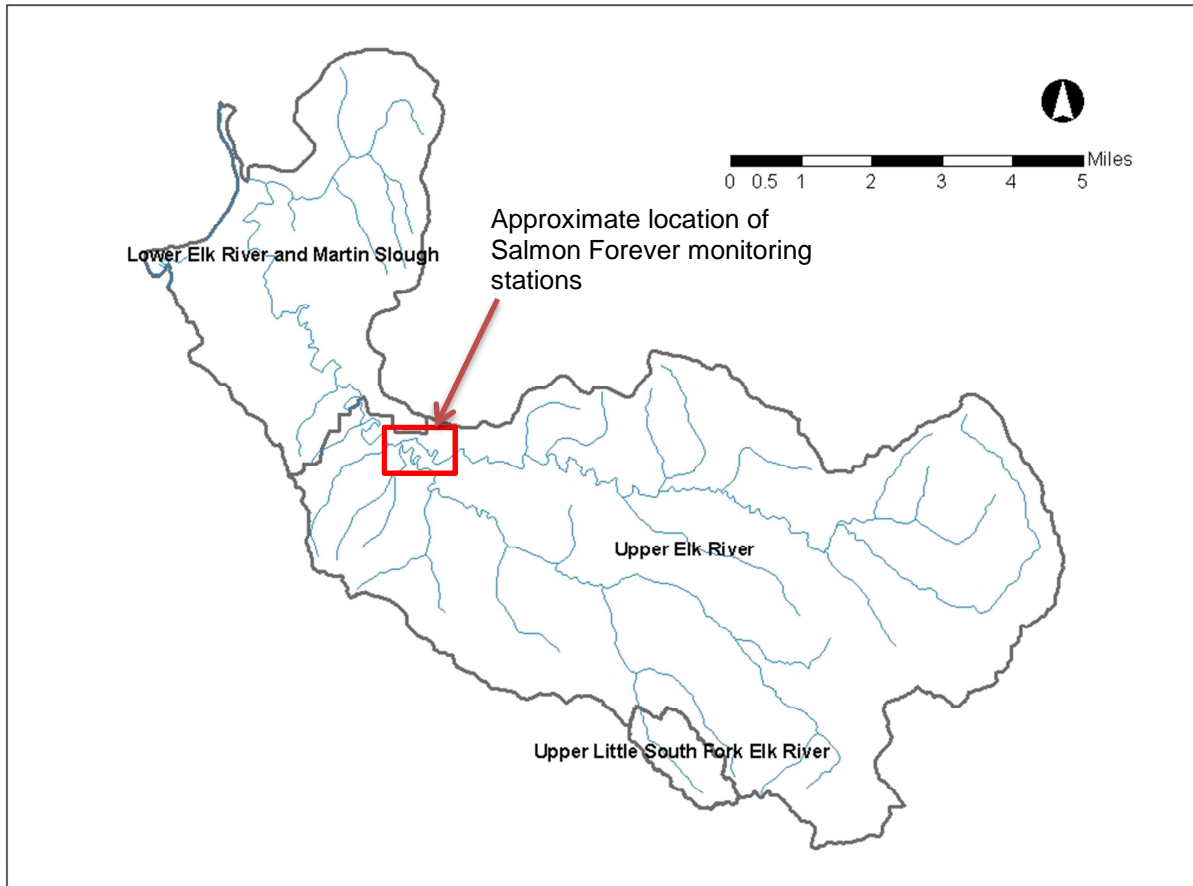 Miles
0 0.5 1 2 3 4 5
Approximate location of
Salmon Forever monitoring
stations
Lower Elk River and Martin Slough
Upper Elk River
Upper Little South Fork Elk River